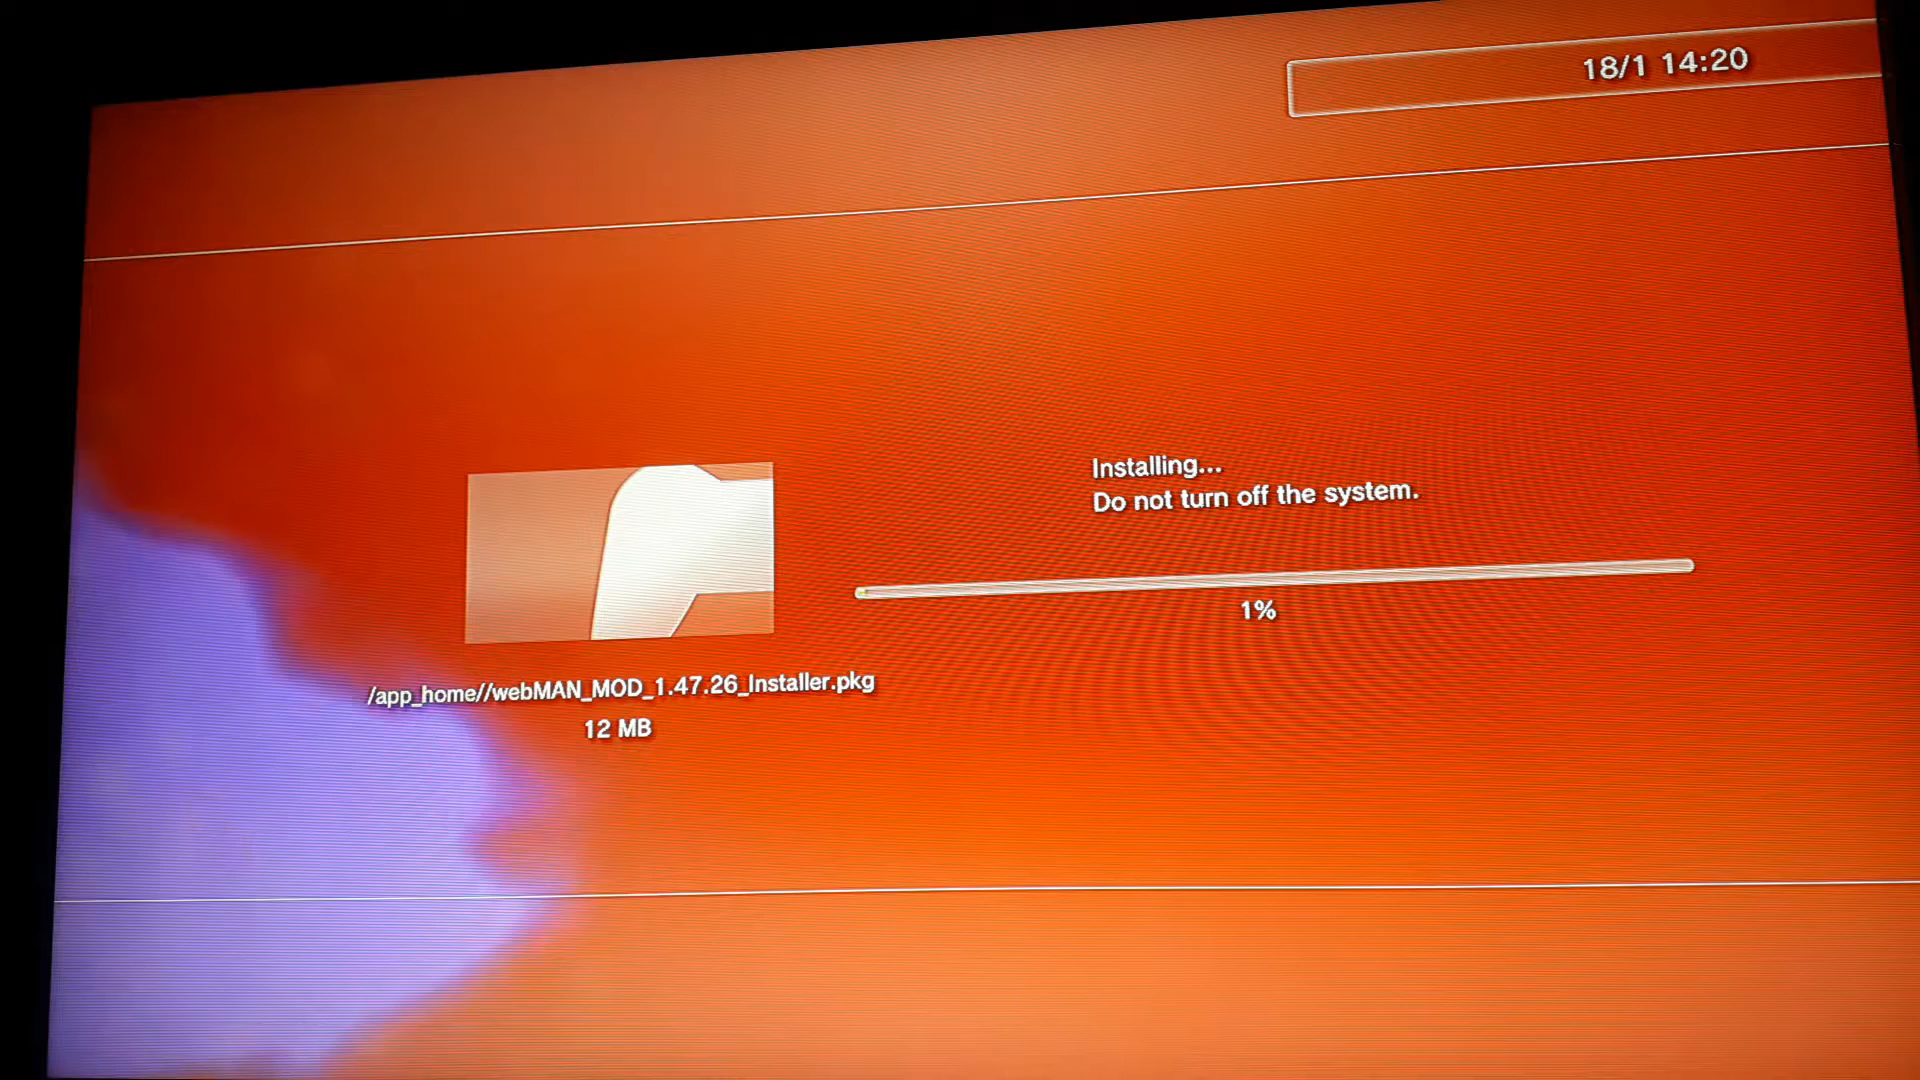 18/1 14:20
Installing...
Do not turn off the system.
1%
/app_home//webMAN_MOD_1.47.26_Installer.pkg
12 MB